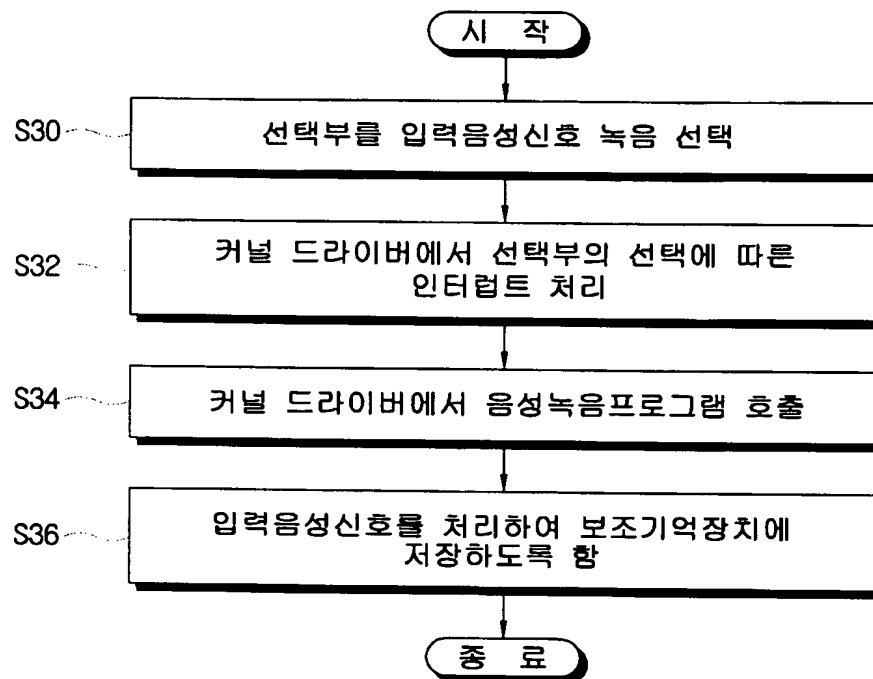 시 작
S30
선택부를 입력음성신호 녹음 선택
S32
커널 드라이버에서 선택부의 선택에 따른
인터럽트 처리
S34
커널 드라이버에서 음성녹음프로그램 호출
S36
입력음성신호를 처리하여 보조기억장치에
저장하도록 함
종 료